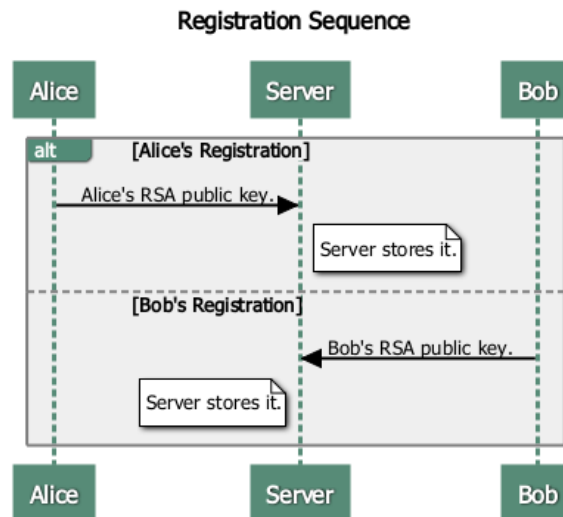 Registration Sequence
Alice Server Bob
alt [Alice's Registration]
Alice's RSA public key.
Server stores it.
[Bob's Registration]
Bob's RSA public key.
Server stores it.
Alice Server Bob